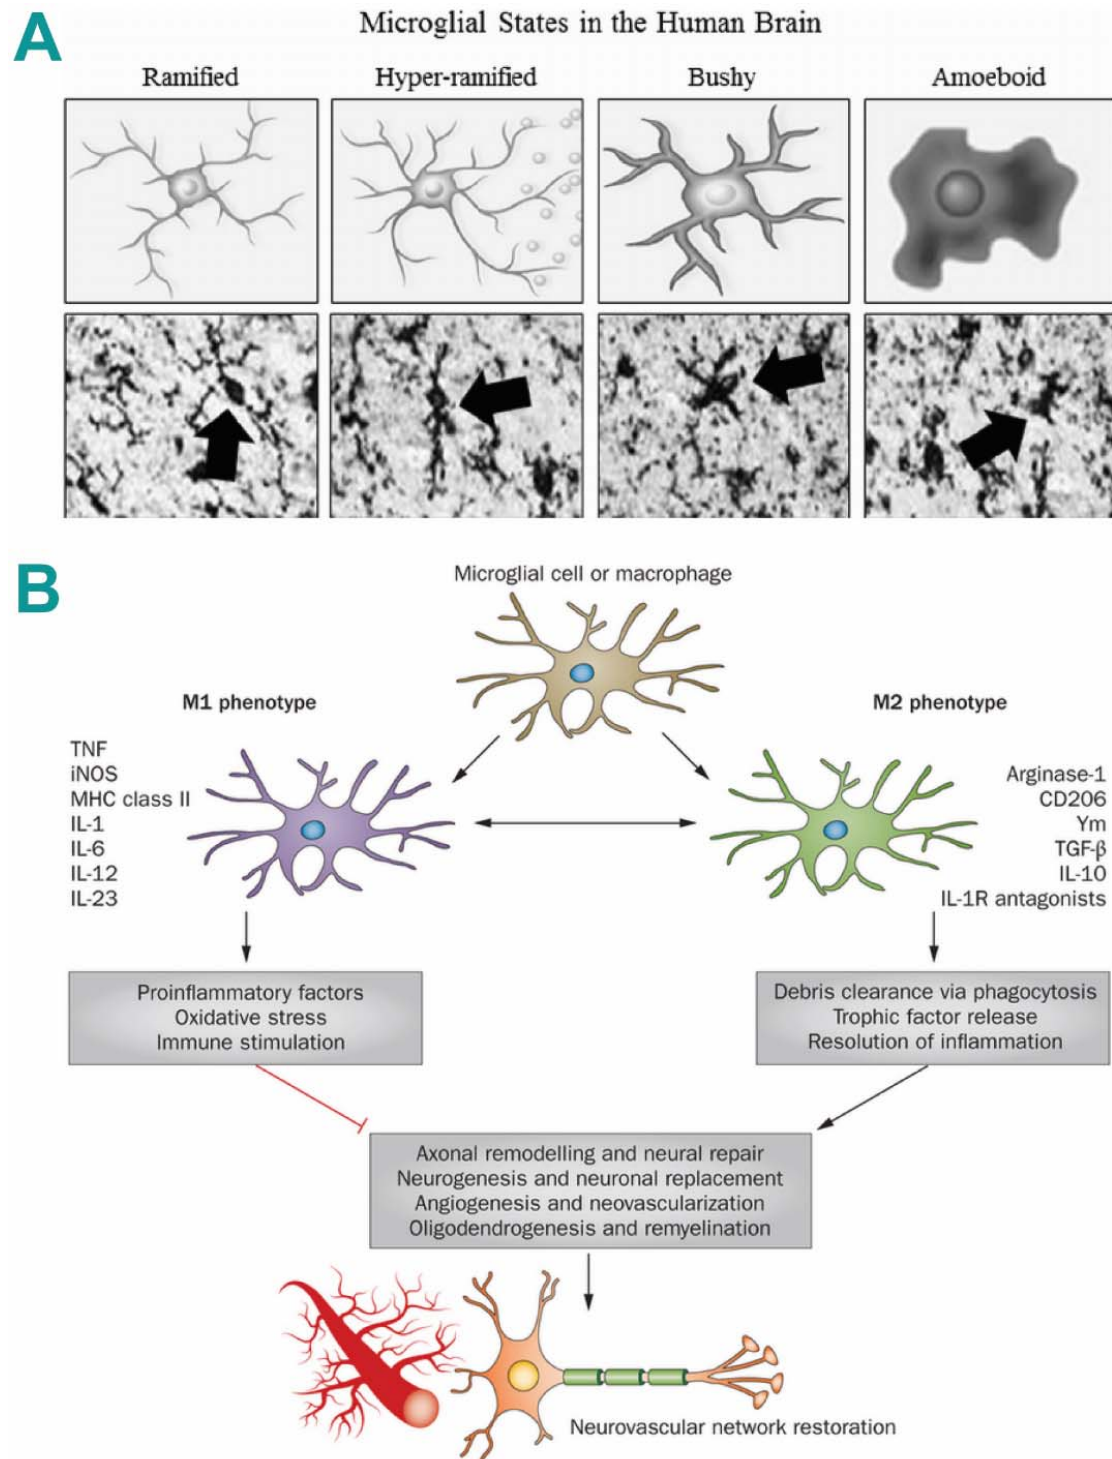 A
Microglial States in the Human Brain
Ramified
Hyper-ramified
Bushy
Amoeboid
B
Microglial cell or macrophage
M1 phenotype
TNF
iNOS
MHC class II
IL-1
IL-6
IL-12
IL-23
M2 phenotype
Arginase-1
CD206
Ym
TGF-β
IL-10
IL-1R antagonists
Proinflammatory factors
Oxidative stress
Immune stimulation
Debris clearance via phagocytosis
Trophic factor release
Resolution of inflammation
Axonal remodelling and neural repair
Neurogenesis and neuronal replacement
Angiogenesis and neovascularization
Oligodendrogenesis and remyelination
Neurovascular network restoration